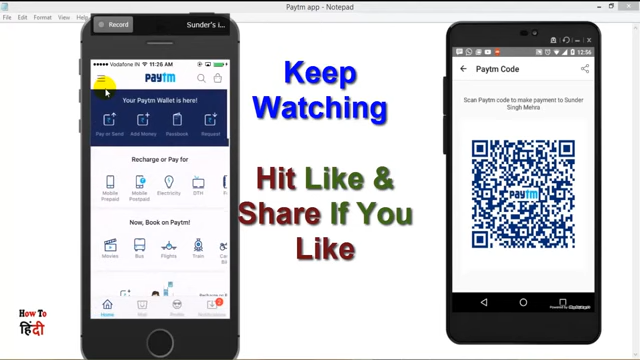 Paytm app - Notepad
File Edit Format View
Record
Sunder's i...
Vodafone IN 11:26 AM
paytm
Your Paytm Wallet is here!
Pay or Send Add Money Passbook Request
Recharge or Pay for
Mobile Prepaid
Mobile Postpaid
Electricity
DTH
Now, Book on Paytm!
Movies Bus Flights Train
Home Mall
Keep
Watching
Hit Like &
Share If You
Like
12:56
Paytm Code
Scan Paytm code to make payment to Sunder
Singh Mehra
paytm
How To
हिंदी